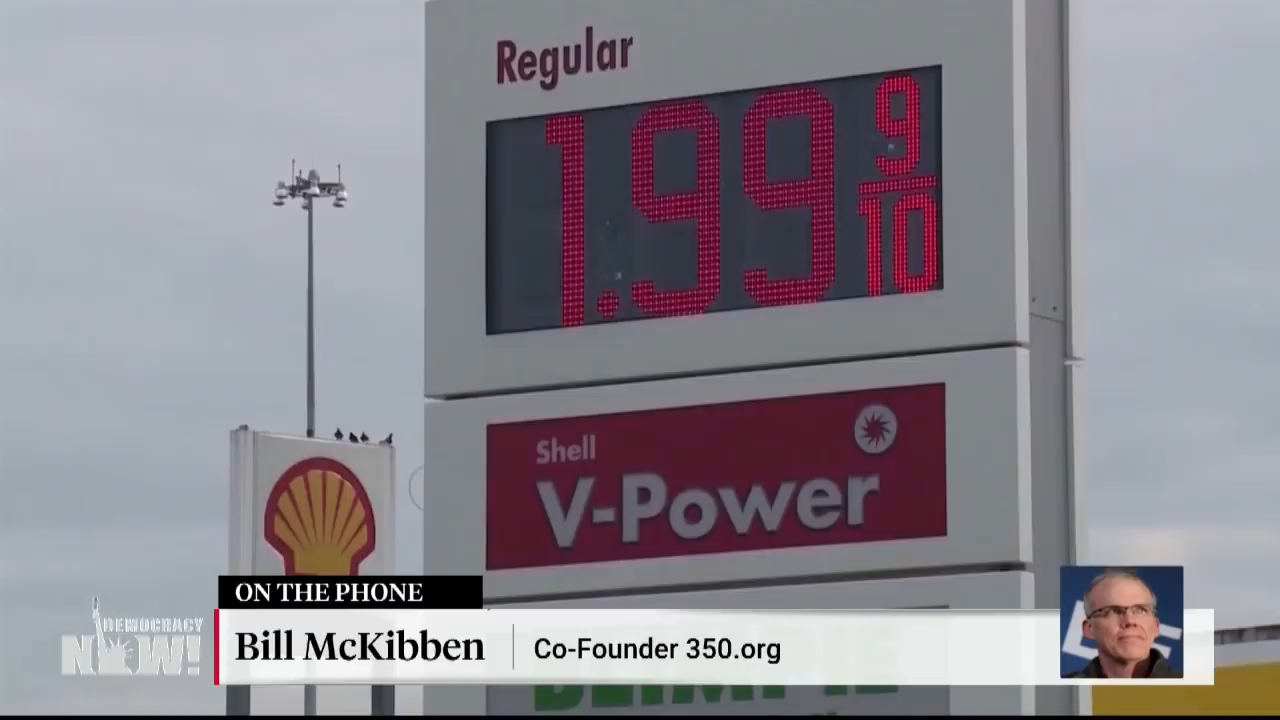 Regular
1.99 9/10
Shell
V-Power
ON THE PHONE
Bill McKibben
Co-Founder 350.org
DEMOCRACY
NOW!